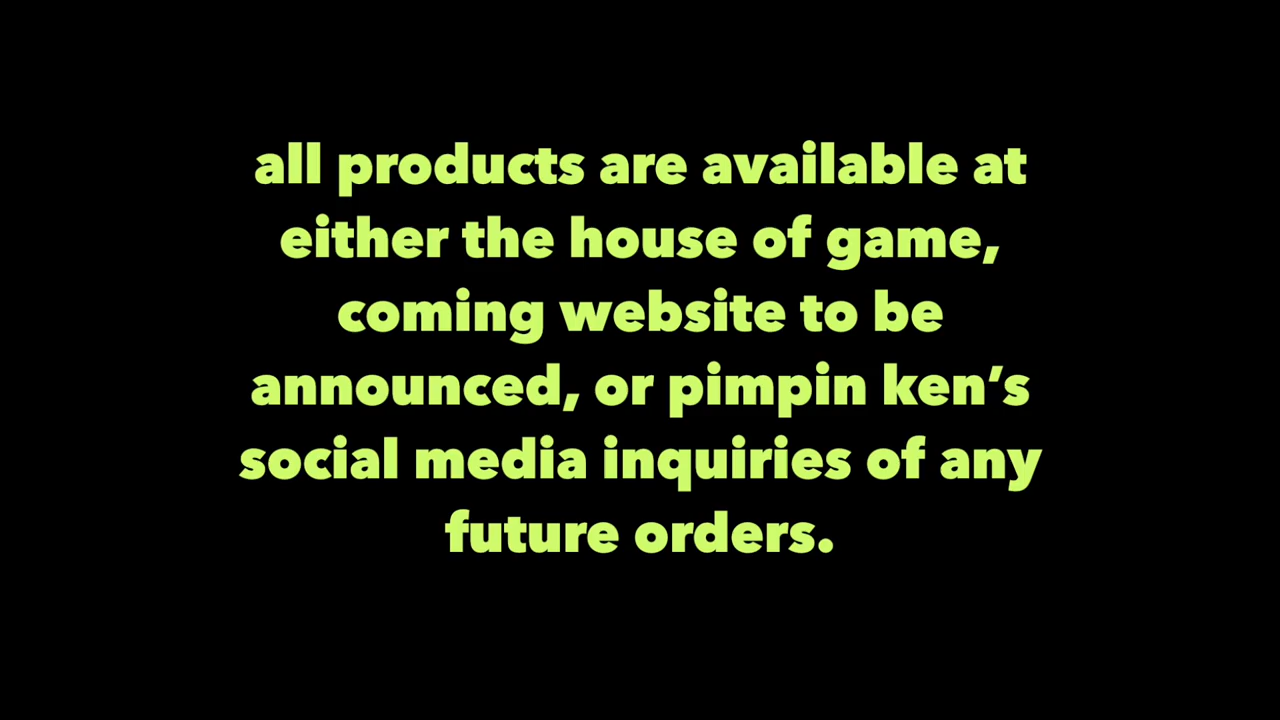 all products are available at
either the house of game,
coming website to be
announced, or pimpin ken’s
social media inquiries of any
future orders.